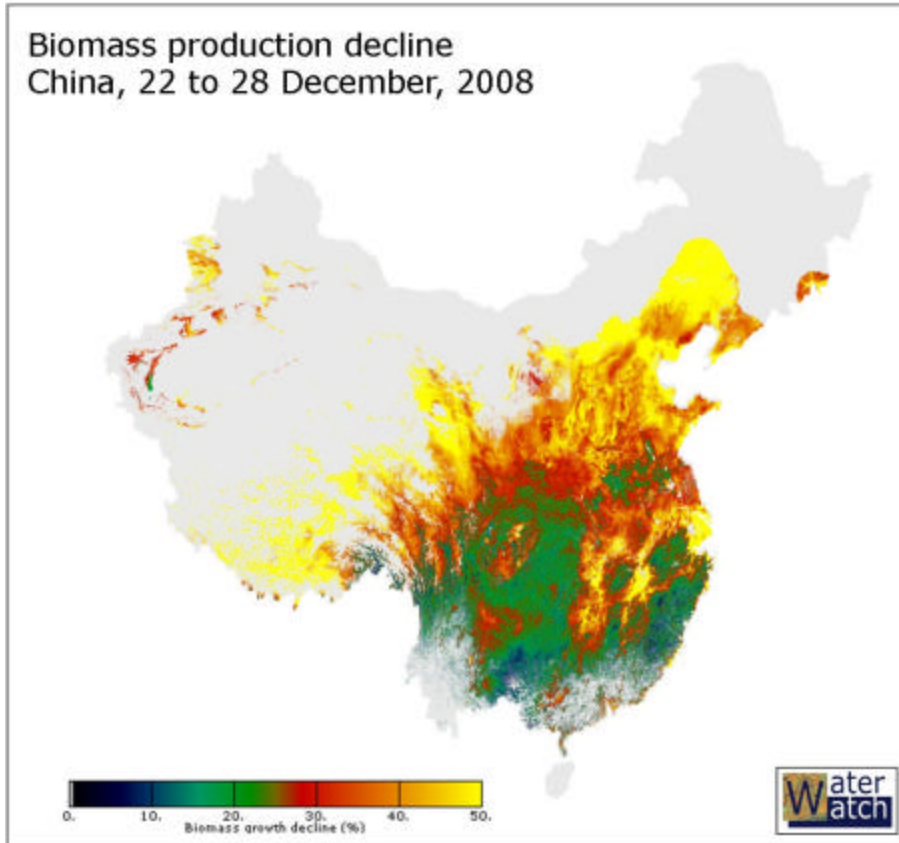 Biomass production decline
China, 22 to 28 December, 2008
0. 10. 20. 30. 40. 50.
Biomass growth decline (%)
Water
Watch